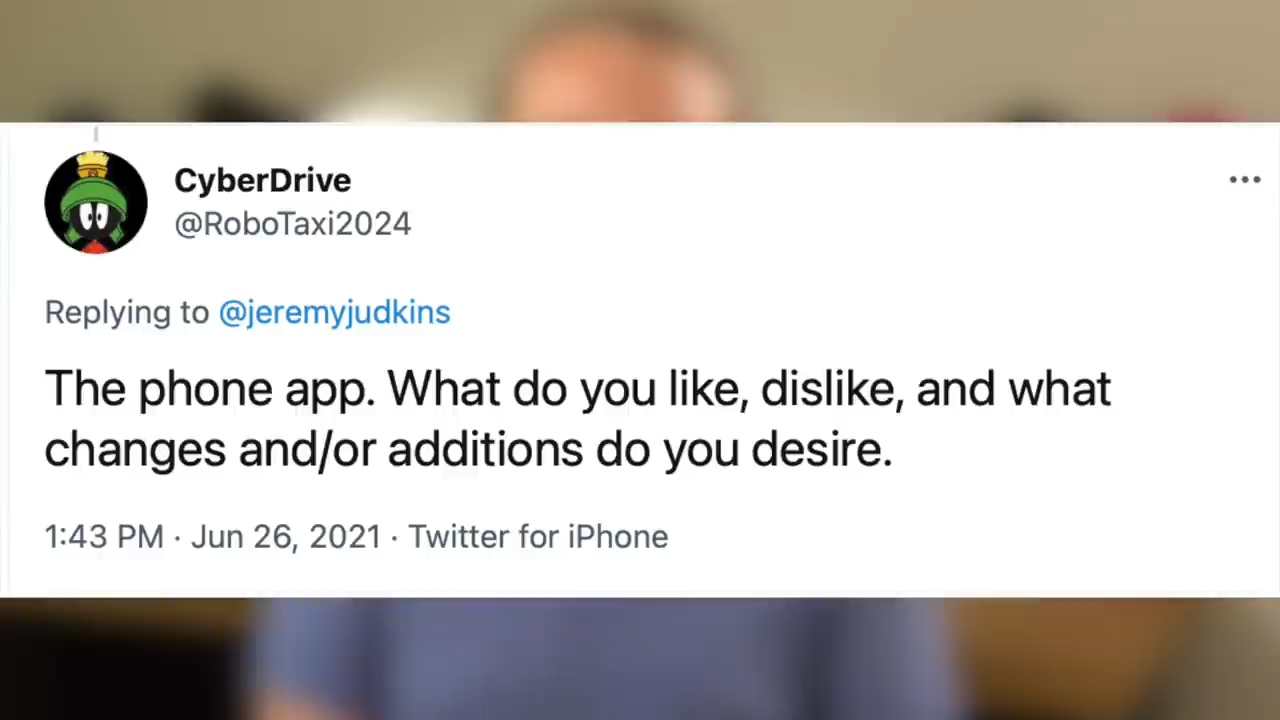 CyberDrive
@RoboTaxi2024
Replying to @jeremyjudkins
The phone app. What do you like, dislike, and what
changes and/or additions do you desire.
1:43 PM · Jun 26, 2021 · Twitter for iPhone